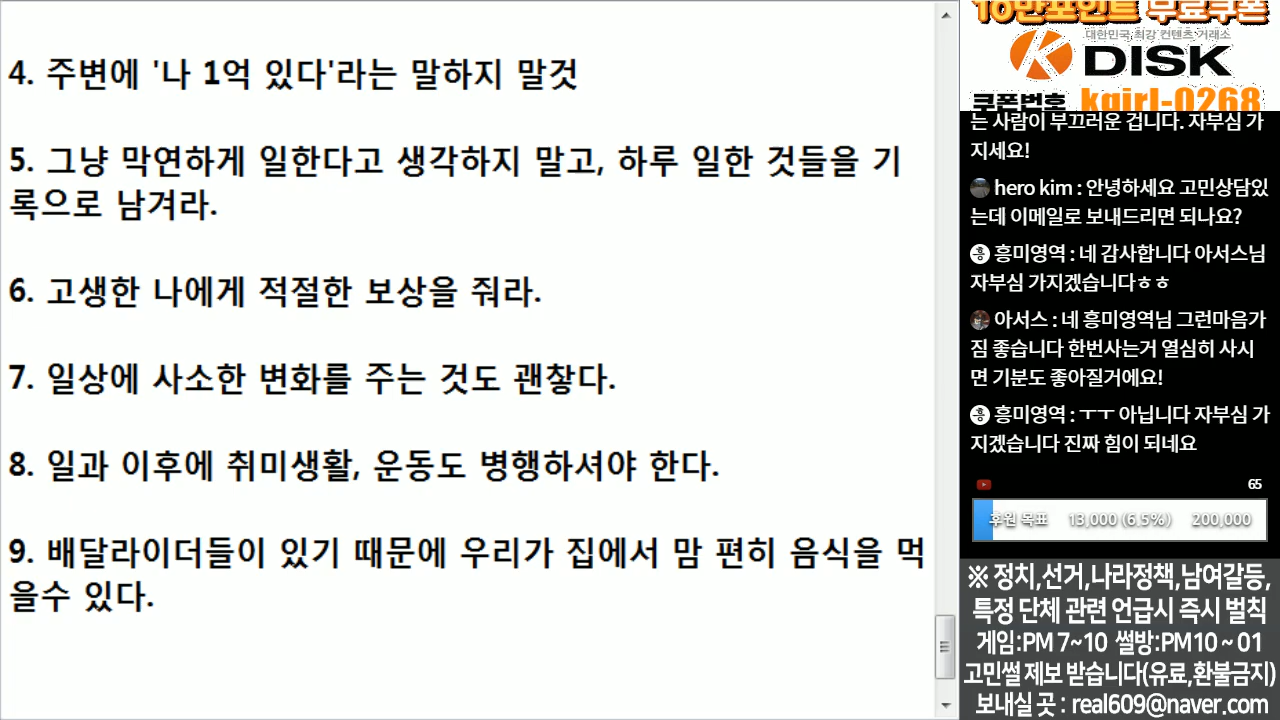 4. 주변에 '나 1억 있다'라는 말하지 말것
5. 그냥 막연하게 일한다고 생각하지 말고, 하루 일한 것들을 기
록으로 남겨라.
6. 고생한 나에게 적절한 보상을 줘라.
7. 일상에 사소한 변화를 주는 것도 괜찮다.
8. 일과 이후에 취미생활, 운동도 병행하셔야 한다.
9. 배달라이더들이 있기 때문에 우리가 집에서 맘 편히 음식을 먹
을수 있다.
10만포인트 무료쿠폰
대한민국 최강 컨텐츠 거래소
K DISK
쿠폰번호 kgirl-0268
는 사람이 부끄러운 겁니다. 자부심 가
지세요!
hero kim : 안녕하세요 고민상담있
는데 이메일로 보내드리면 되나요?
흥 흥미영역 : 네 감사합니다 아서스님
자부심 가지겠습니다ㅎㅎ
아서스 : 네 흥미영역님 그런마음가
짐 좋습니다 한번사는거 열심히 사시
면 기분도 좋아질거에요!
흥 흥미영역 : ㅜㅜ 아닙니다 자부심 가
지겠습니다 진짜 힘이 되네요
65
후원 목표 13,000 (6.5%) 200,000
※ 정치,선거,나라정책,남여갈등,
특정 단체 관련 언급시 즉시 벌칙
게임:PM 7~10 썰방:PM10 ~ 01
고민썰 제보 받습니다(유료,환불금지)
보내실 곳 : real609@naver.com